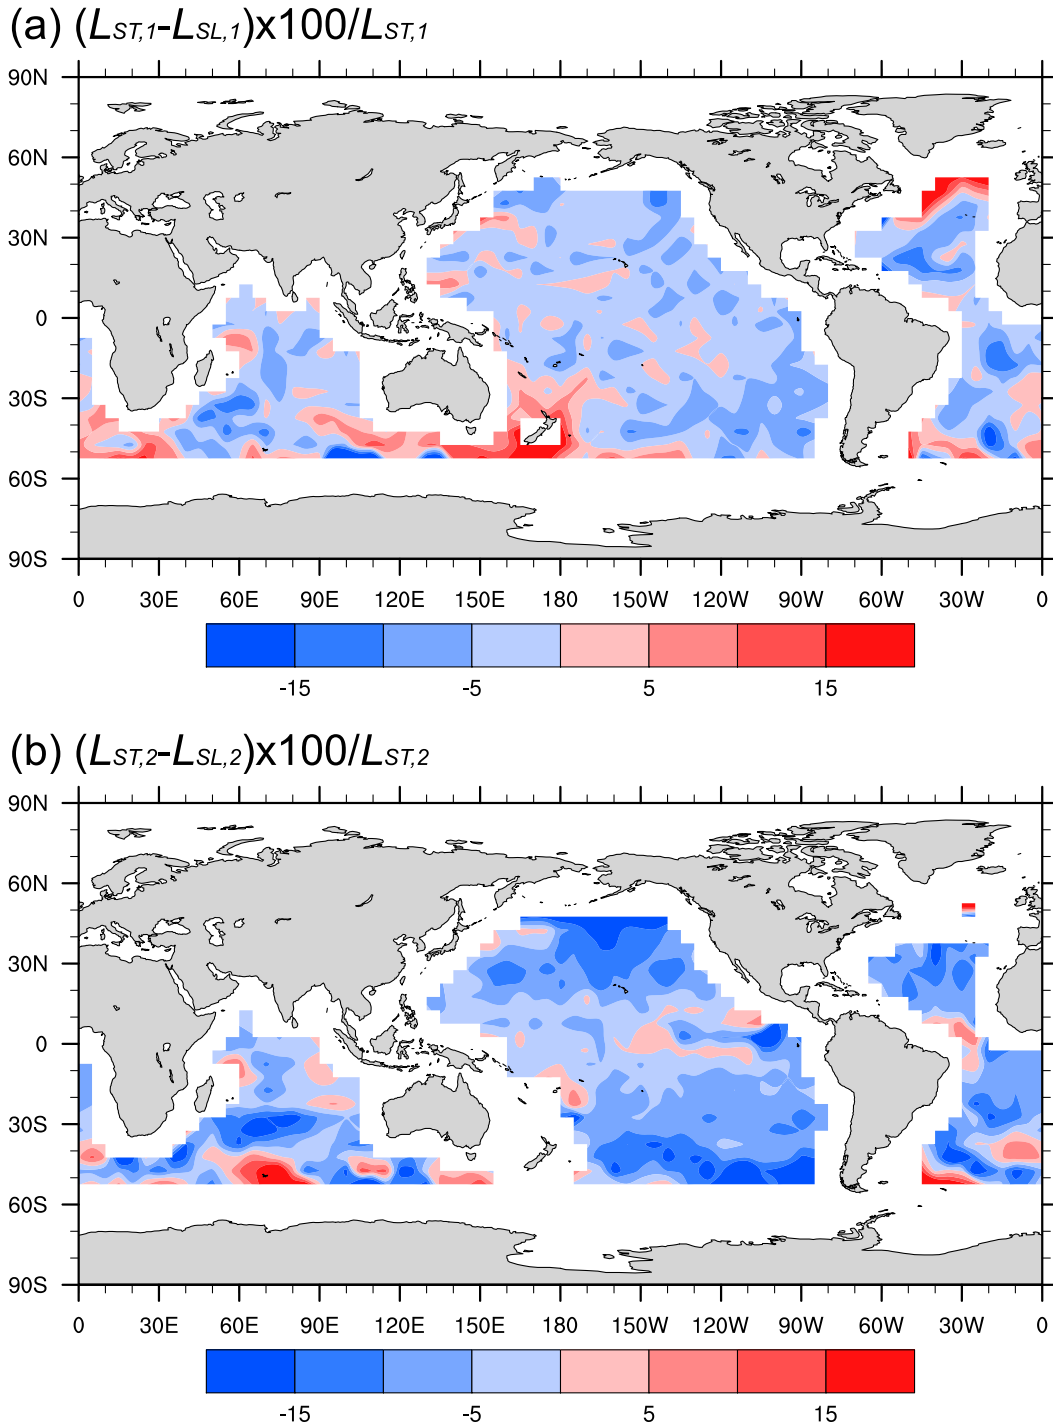 (a) (LST,1-LSL,1)x100/LST,1
90N
60N
30N
0
30S
60S
90S
0 30E 60E 90E 120E 150E 180 150W 120W 90W 60W 30W 0
-15 -5 5 15
(b) (LST,2-LSL,2)x100/LST,2
90N
60N
30N
0
30S
60S
90S
0 30E 60E 90E 120E 150E 180 150W 120W 90W 60W 30W 0
-15 -5 5 15